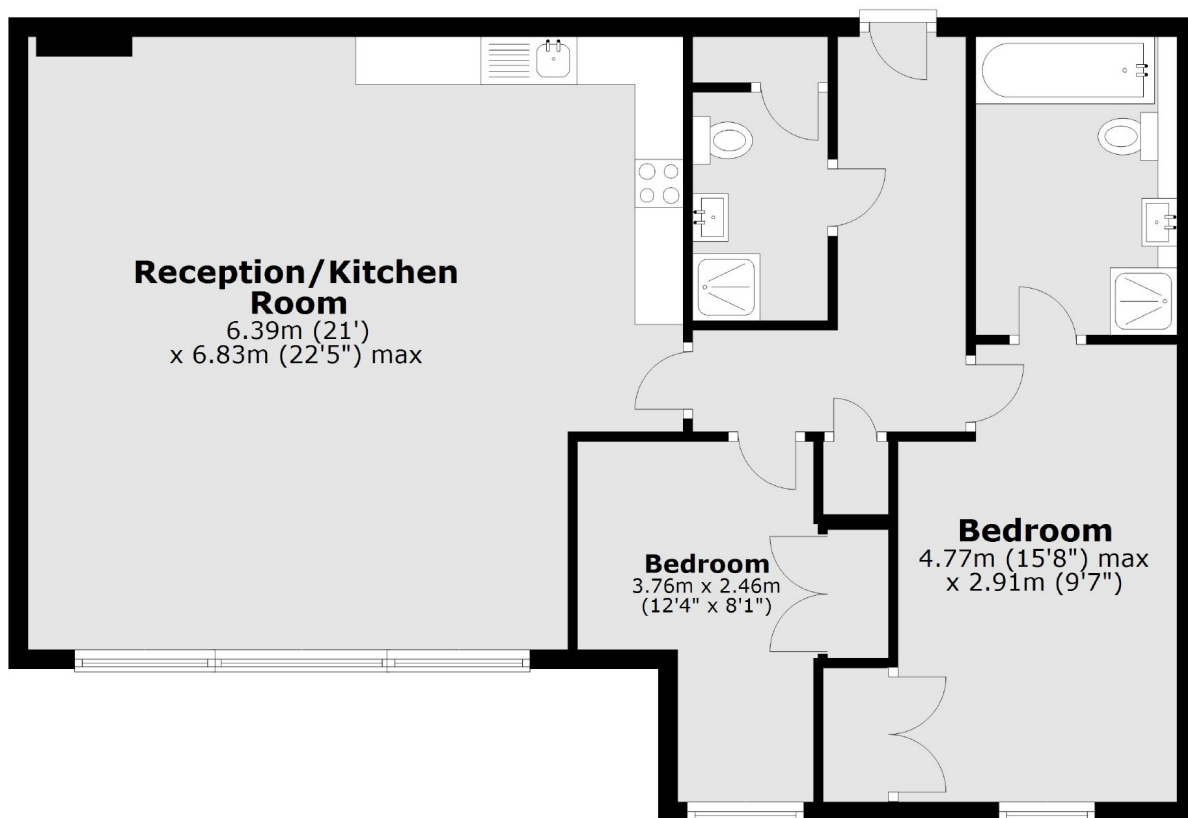 Reception/Kitchen
Room
6.39m (21')
x 6.83m (22'5") max
Bedroom
3.76m x 2.46m
(12'4" x 8'1")
Bedroom
4.77m (15'8") max
x 2.91m (9'7")